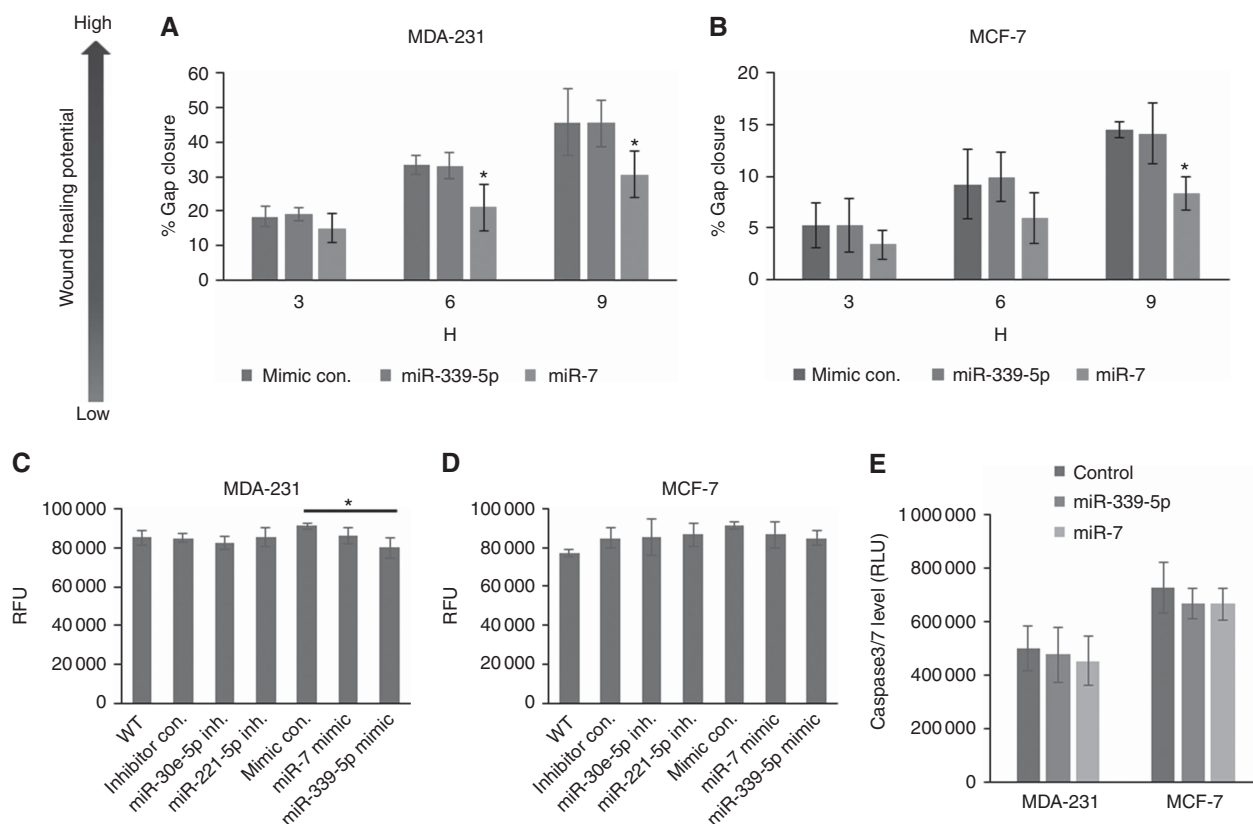 High
Wound healing potential
Low
A
MDA-231
% Gap closure
60
50
40
30
20
10
0
*
*
3 6 9
H
Mimic con. miR-339-5p miR-7
B
MCF-7
% Gap closure
20
15
10
5
0
*
3 6 9
H
Mimic con. miR-339-5p miR-7
C
MDA-231
RFU
100 000
80 000
60 000
40 000
20 000
0
*
WT
Inhibitor con.
miR-30e-5p inh.
miR-221-5p inh.
Mimic con.
miR-7 mimic
miR-339-5p mimic
D
MCF-7
RFU
100 000
80 000
60 000
40 000
20 000
0
WT
Inhibitor con.
miR-30e-5p inh.
miR-221-5p inh.
Mimic con.
miR-7 mimic
miR-339-5p mimic
E
Control
miR-339-5p
miR-7
Caspase3/7 level (RLU)
1 000 000
800 000
600 000
400 000
200 000
0
MDA-231 MCF-7